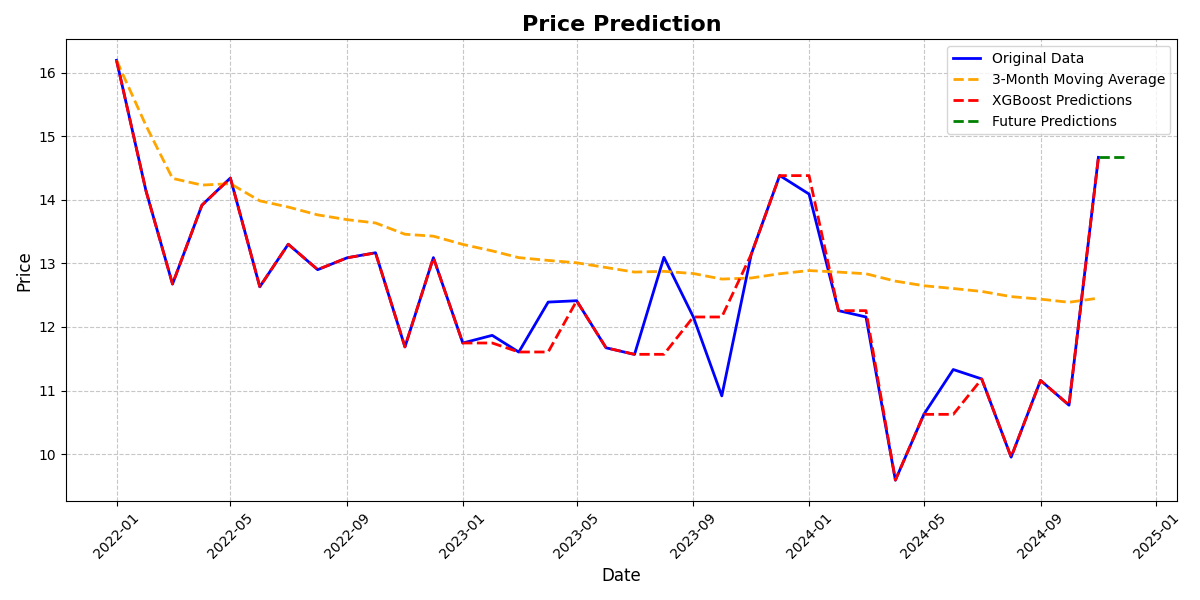 Price Prediction
Original Data
3-Month Moving Average
XGBoost Predictions
Future Predictions
Price
16
15
14
13
12
11
10
2022-01
2022-05
2022-09
2023-01
2023-05
2023-09
2024-01
2024-05
2024-09
2025-01
Date